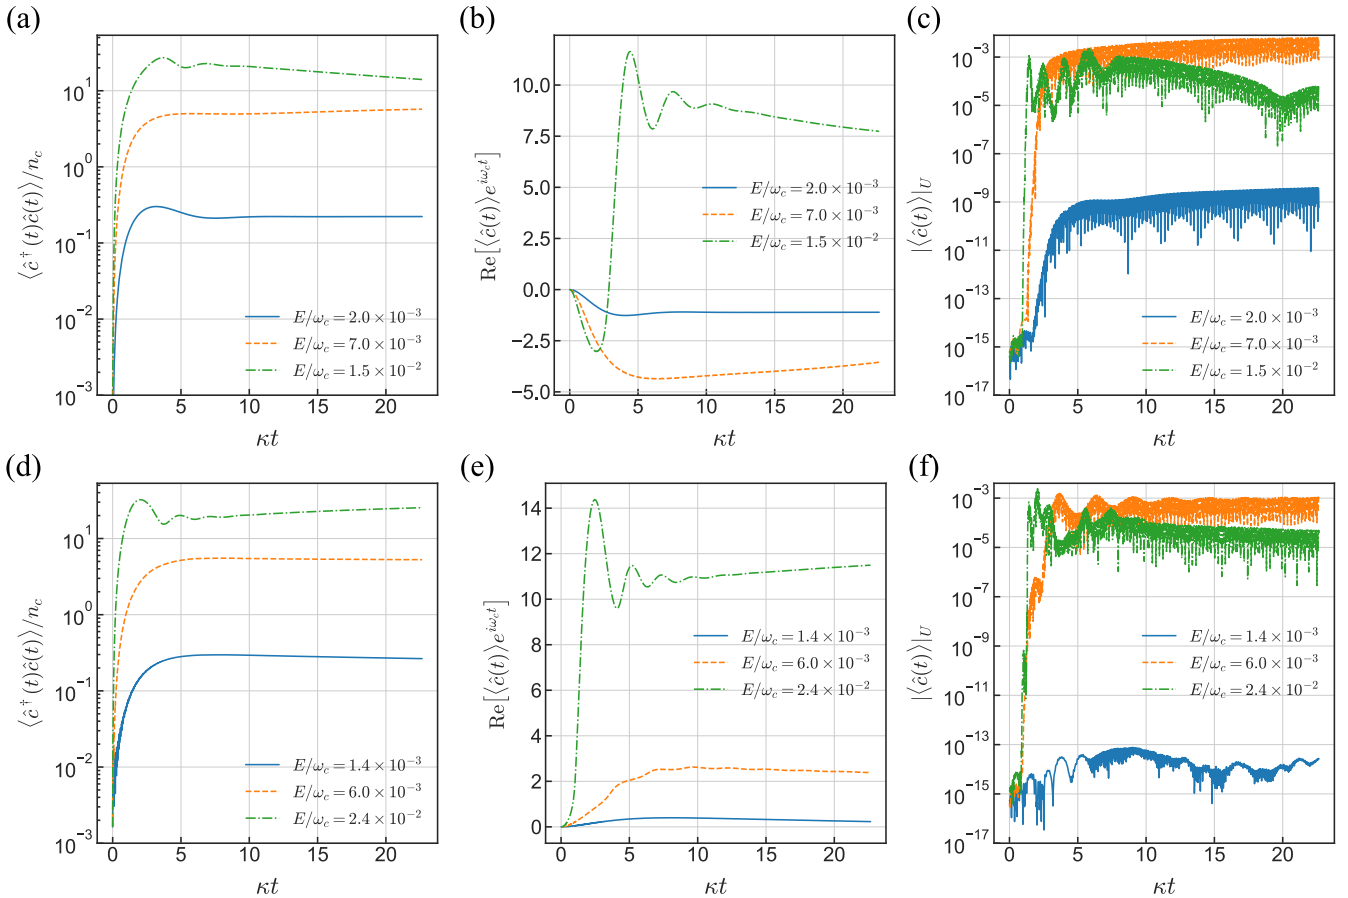 (a)
⟨ĉ†(t)ĉ(t)⟩/n_c
10¹
10⁰
10⁻¹
10⁻²
10⁻³
E/ω_c = 2.0 × 10⁻³
E/ω_c = 7.0 × 10⁻³
E/ω_c = 1.5 × 10⁻²
0 5 10 15 20
κt
(b)
Re[⟨ĉ(t)⟩e^{iω_c t}]
10.0
7.5
5.0
2.5
0.0
−2.5
−5.0
E/ω_c = 2.0 × 10⁻³
E/ω_c = 7.0 × 10⁻³
E/ω_c = 1.5 × 10⁻²
0 5 10 15 20
κt
(c)
|⟨ĉ(t)⟩|_U
10⁻³
10⁻⁵
10⁻⁷
10⁻⁹
10⁻¹¹
10⁻¹³
10⁻¹⁵
10⁻¹⁷
E/ω_c = 2.0 × 10⁻³
E/ω_c = 7.0 × 10⁻³
E/ω_c = 1.5 × 10⁻²
0 5 10 15 20
κt
(d)
⟨ĉ†(t)ĉ(t)⟩/n_c
10¹
10⁰
10⁻¹
10⁻²
10⁻³
E/ω_c = 1.4 × 10⁻³
E/ω_c = 6.0 × 10⁻³
E/ω_c = 2.4 × 10⁻²
0 5 10 15 20
κt
(e)
Re[⟨ĉ(t)⟩e^{iω_c t}]
14
12
10
8
6
4
2
0
E/ω_c = 1.4 × 10⁻³
E/ω_c = 6.0 × 10⁻³
E/ω_c = 2.4 × 10⁻²
0 5 10 15 20
κt
(f)
|⟨ĉ(t)⟩|_U
10⁻³
10⁻⁵
10⁻⁷
10⁻⁹
10⁻¹¹
10⁻¹³
10⁻¹⁵
10⁻¹⁷
E/ω_c = 1.4 × 10⁻³
E/ω_c = 6.0 × 10⁻³
E/ω_c = 2.4 × 10⁻²
0 5 10 15 20
κt